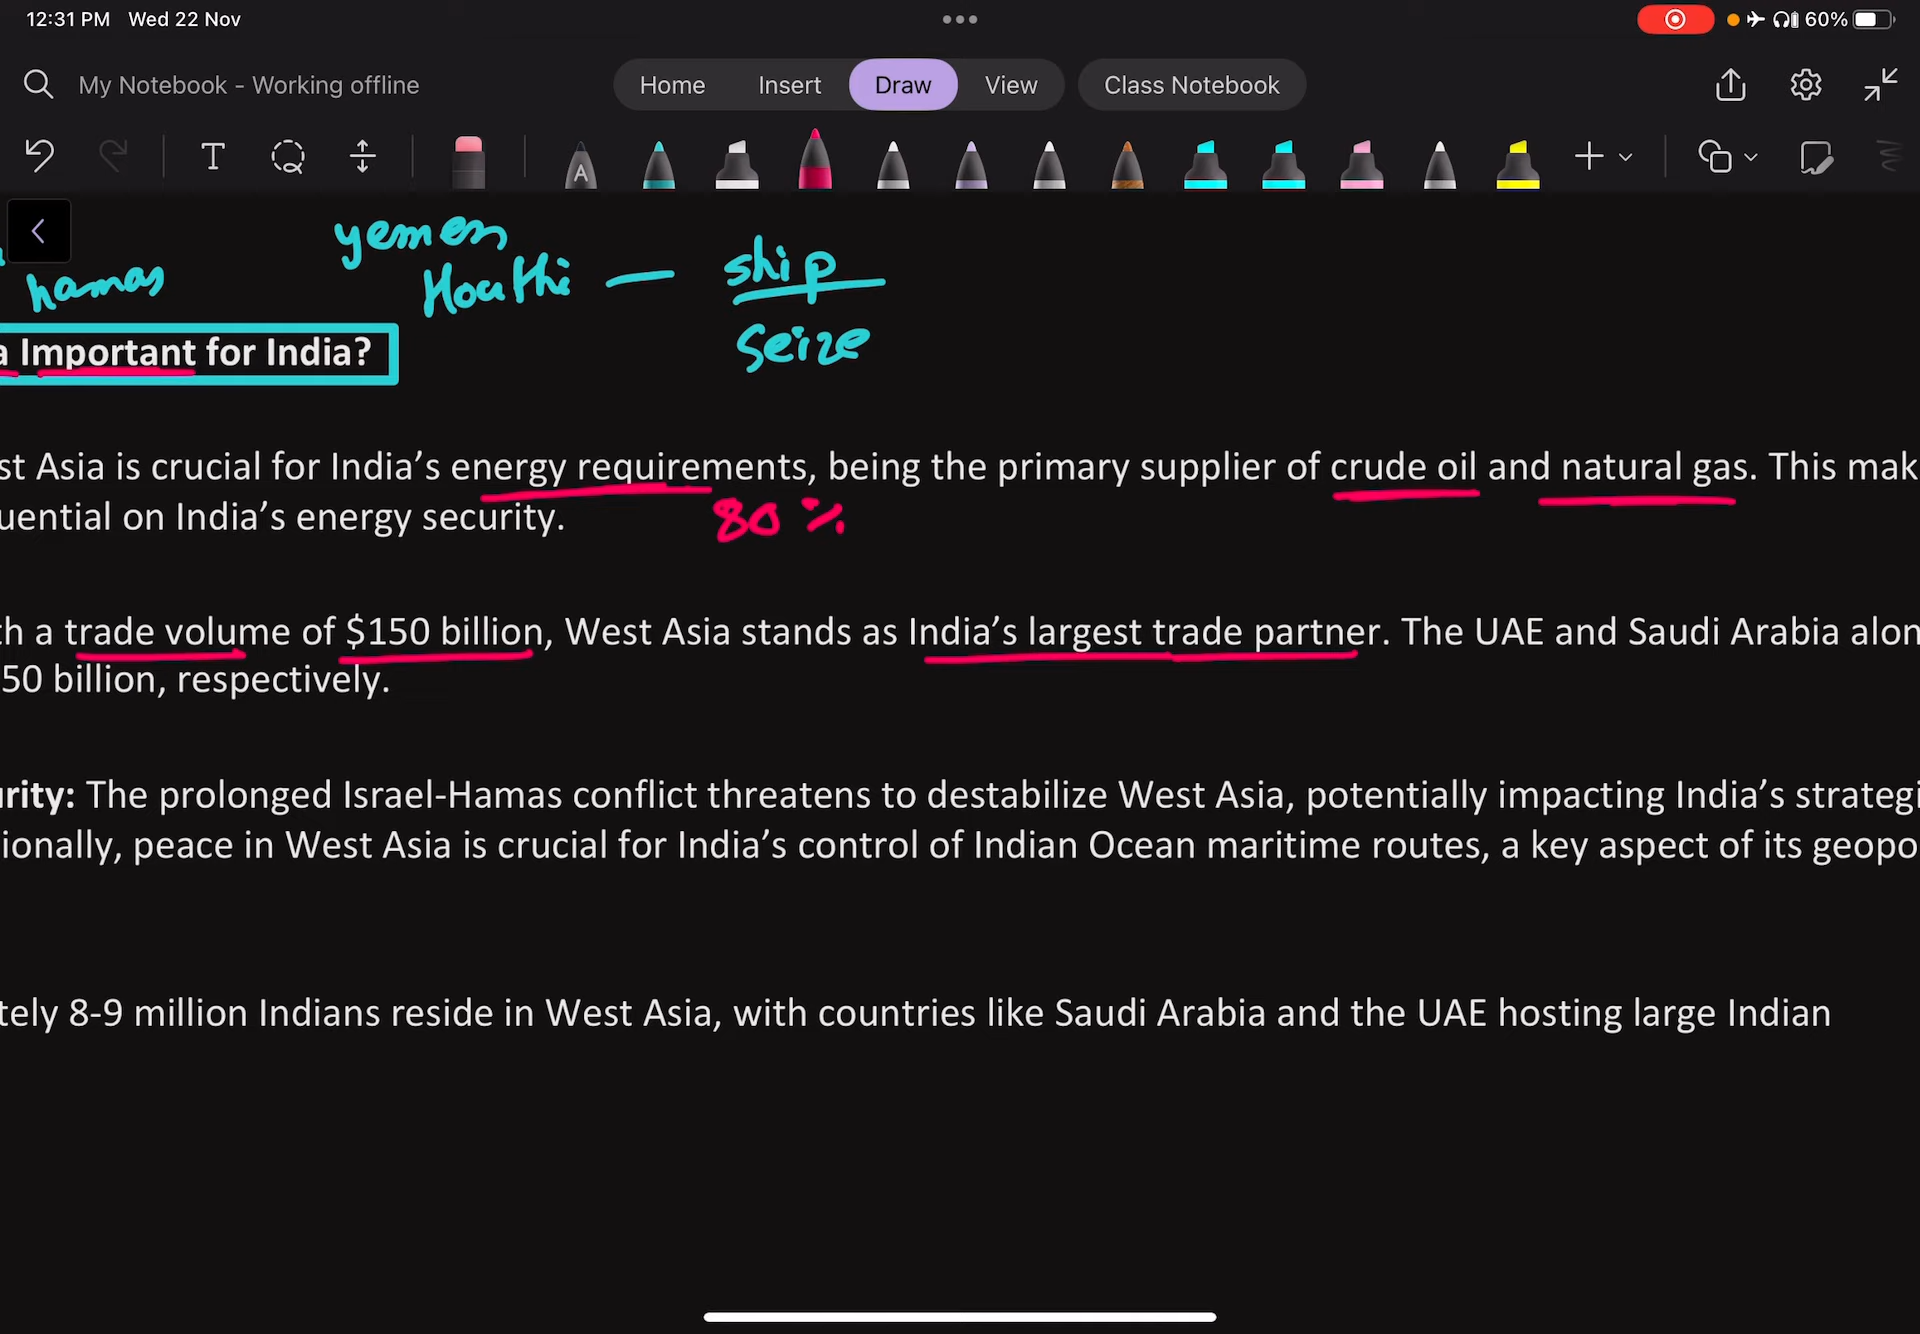 12:31 PM Wed 22 Nov
60%
My Notebook - Working offline
Home Insert Draw View Class Notebook
T
A
yemen
hamas
Houthi — ship
seize
a Important for India?
st Asia is crucial for India's energy requirements, being the primary supplier of crude oil and natural gas. This mak
uential on India's energy security.
80 %
th a trade volume of $150 billion, West Asia stands as India's largest trade partner. The UAE and Saudi Arabia alon
50 billion, respectively.
urity: The prolonged Israel-Hamas conflict threatens to destabilize West Asia, potentially impacting India's strategi
ionally, peace in West Asia is crucial for India's control of Indian Ocean maritime routes, a key aspect of its geopo
tely 8-9 million Indians reside in West Asia, with countries like Saudi Arabia and the UAE hosting large Indian